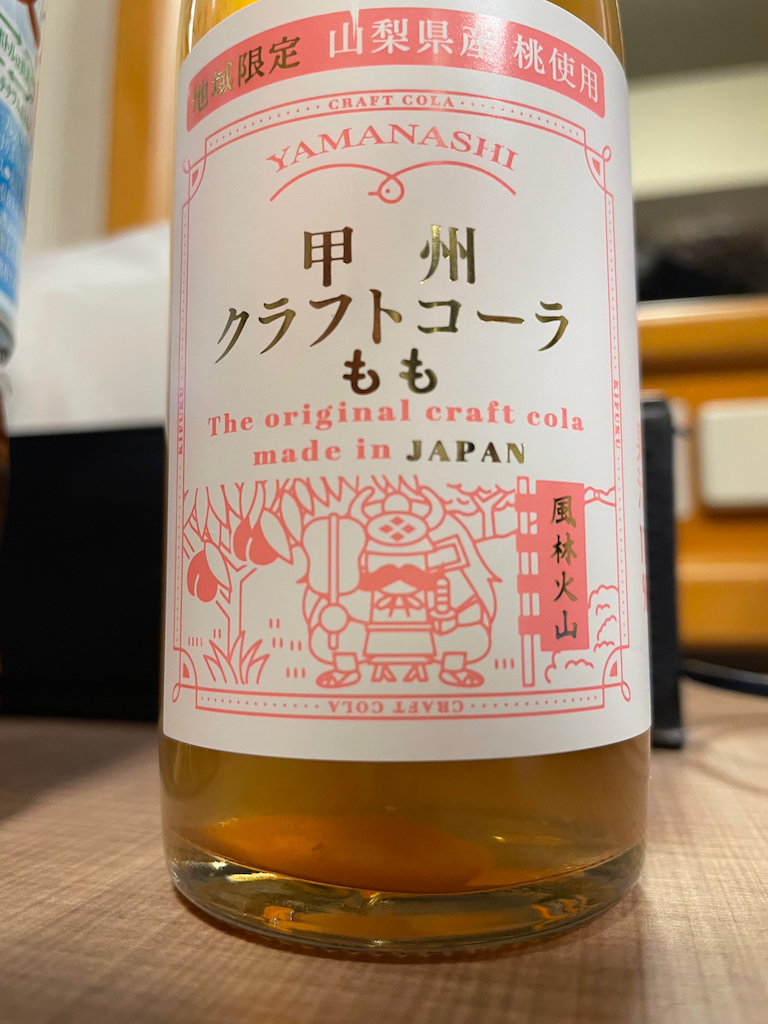 地域限定 山梨県産 桃使用
CRAFT COLA
YAMANASHI
甲州
クラフトコーラ
もも
The original craft cola
made in JAPAN
風林火山
KIFUKU
KIFUKU
CRAFT COLA